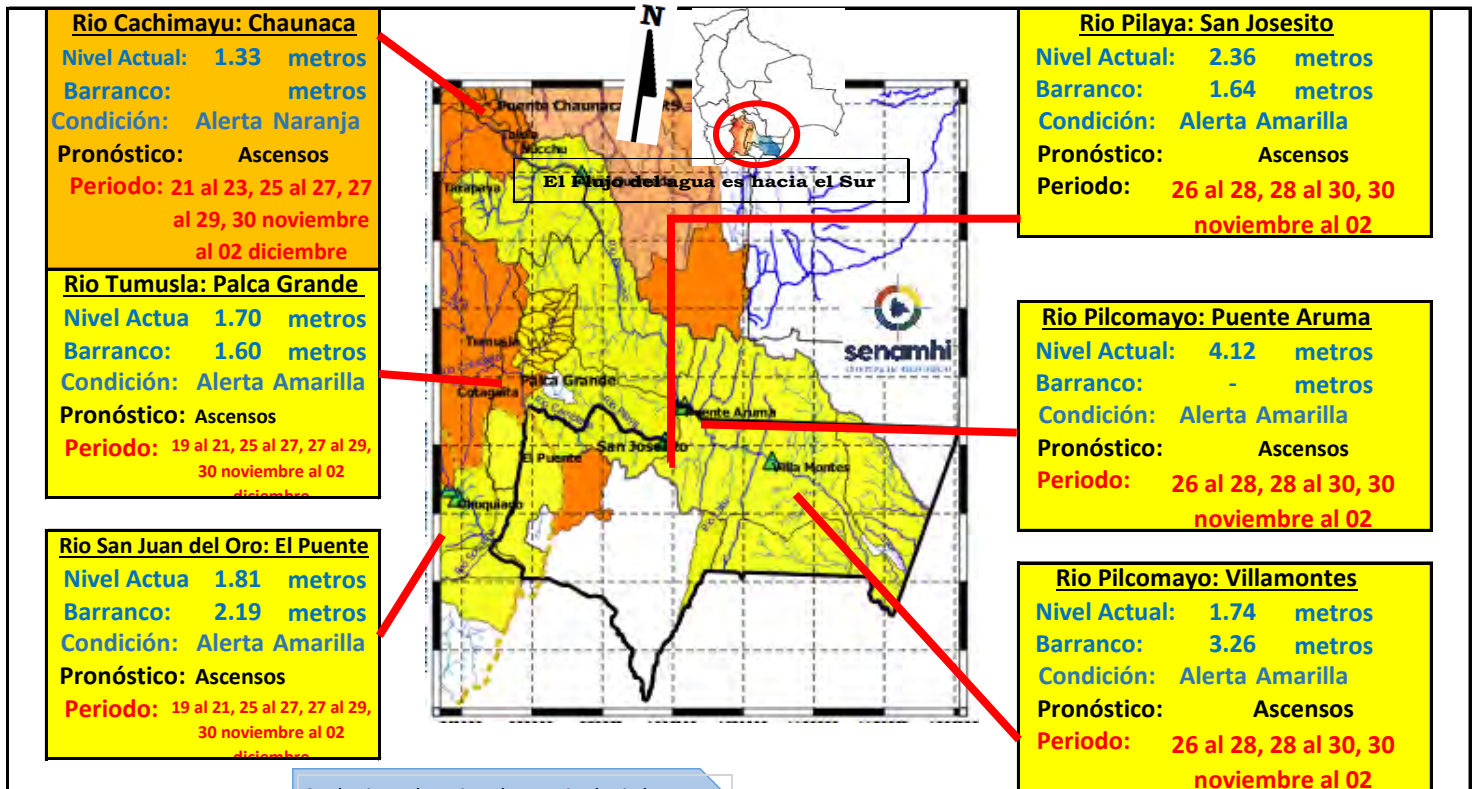 Rio Cachimayu: Chaunaca
Nivel Actual: 1.33 metros
Barranco: metros
Condición: Alerta Naranja
Pronóstico: Ascensos
Periodo: 21 al 23, 25 al 27, 27
al 29, 30 noviembre
al 02 diciembre
Rio Tumusla: Palca Grande
Nivel Actua 1.70 metros
Barranco: 1.60 metros
Condición: Alerta Amarilla
Pronóstico: Ascensos
Periodo: 19 al 21, 25 al 27, 27 al 29,
30 noviembre al 02
diciembre
Rio San Juan del Oro: El Puente
Nivel Actua 1.81 metros
Barranco: 2.19 metros
Condición: Alerta Amarilla
Pronóstico: Ascensos
Periodo: 19 al 21, 25 al 27, 27 al 29,
30 noviembre al 02
diciembre
N
Puente Chaunaca
El Flujo del agua es hacia el Sur
Tarapaya
Tumusla
Palca Grande
Cotagaita
Puente Aruma
San Josesito
El Puente
Villa Montes
Chuquiago
senamhi
Rio Pilaya: San Josesito
Nivel Actual: 2.36 metros
Barranco: 1.64 metros
Condición: Alerta Amarilla
Pronóstico: Ascensos
Periodo: 26 al 28, 28 al 30, 30
noviembre al 02
Rio Pilcomayo: Puente Aruma
Nivel Actual: 4.12 metros
Barranco: - metros
Condición: Alerta Amarilla
Pronóstico: Ascensos
Periodo: 26 al 28, 28 al 30, 30
noviembre al 02
Rio Pilcomayo: Villamontes
Nivel Actual: 1.74 metros
Barranco: 3.26 metros
Condición: Alerta Amarilla
Pronóstico: Ascensos
Periodo: 26 al 28, 28 al 30, 30
noviembre al 02